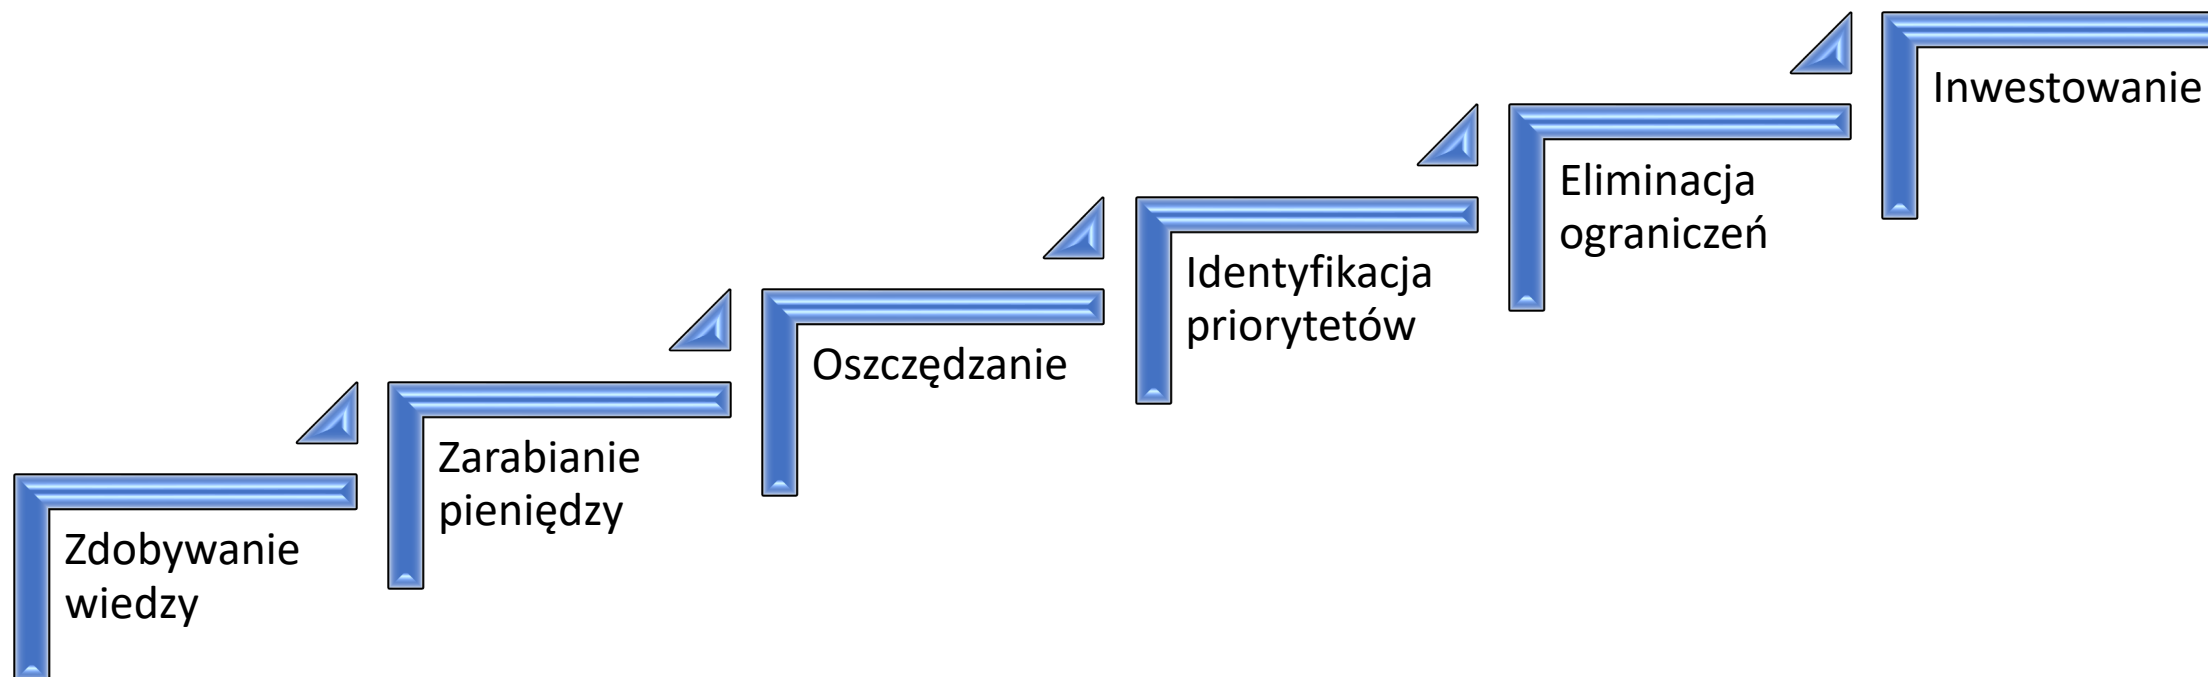 Zdobywanie
wiedzy
Zarabianie
pieniędzy
Oszczędzanie
Identyfikacja
priorytetów
Eliminacja
ograniczeń
Inwestowanie